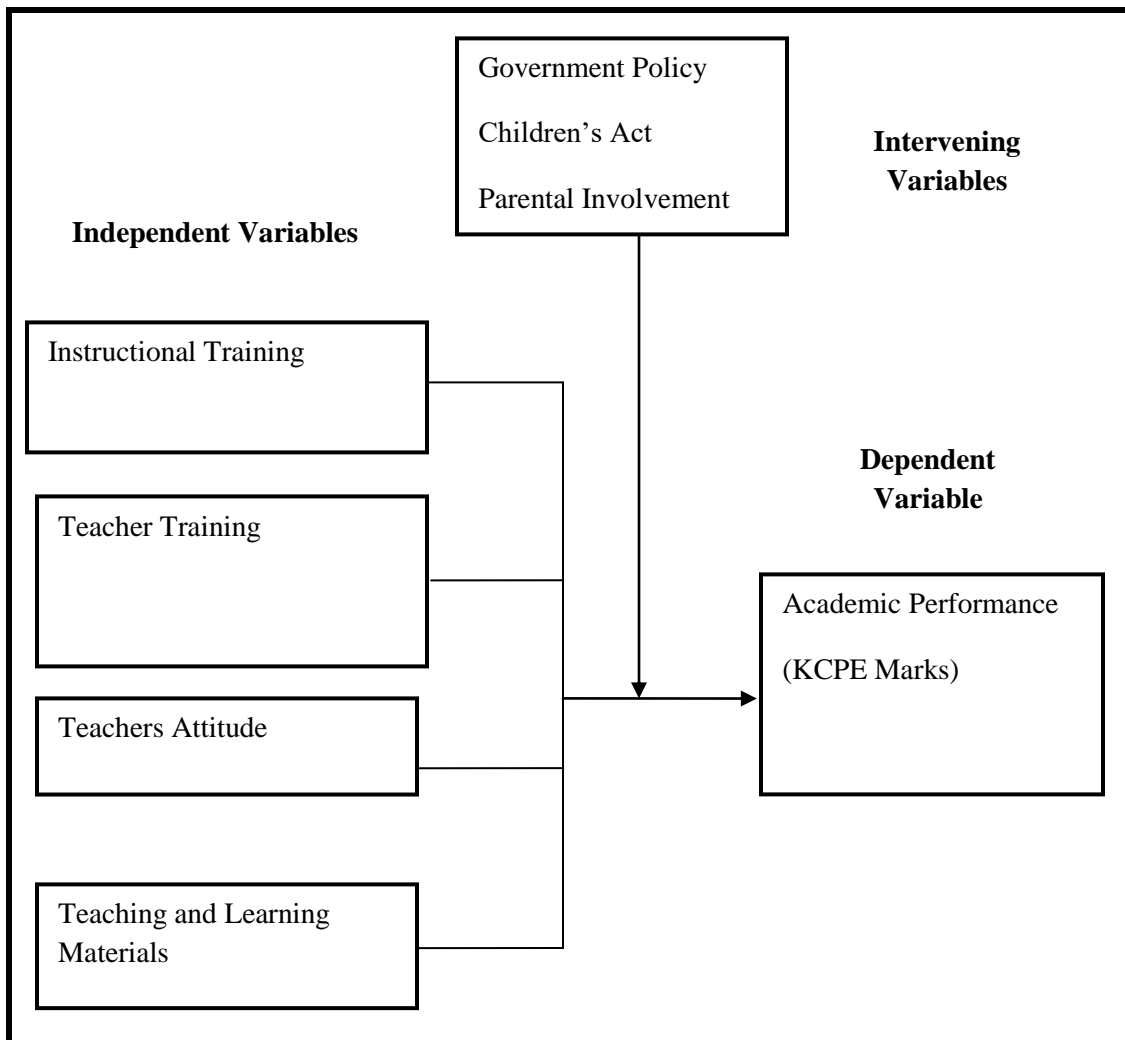 Government Policy
Children’s Act
Parental Involvement
Intervening
Variables
Independent Variables
Instructional Training
Teacher Training
Teachers Attitude
Teaching and Learning
Materials
Dependent
Variable
Academic Performance
(KCPE Marks)